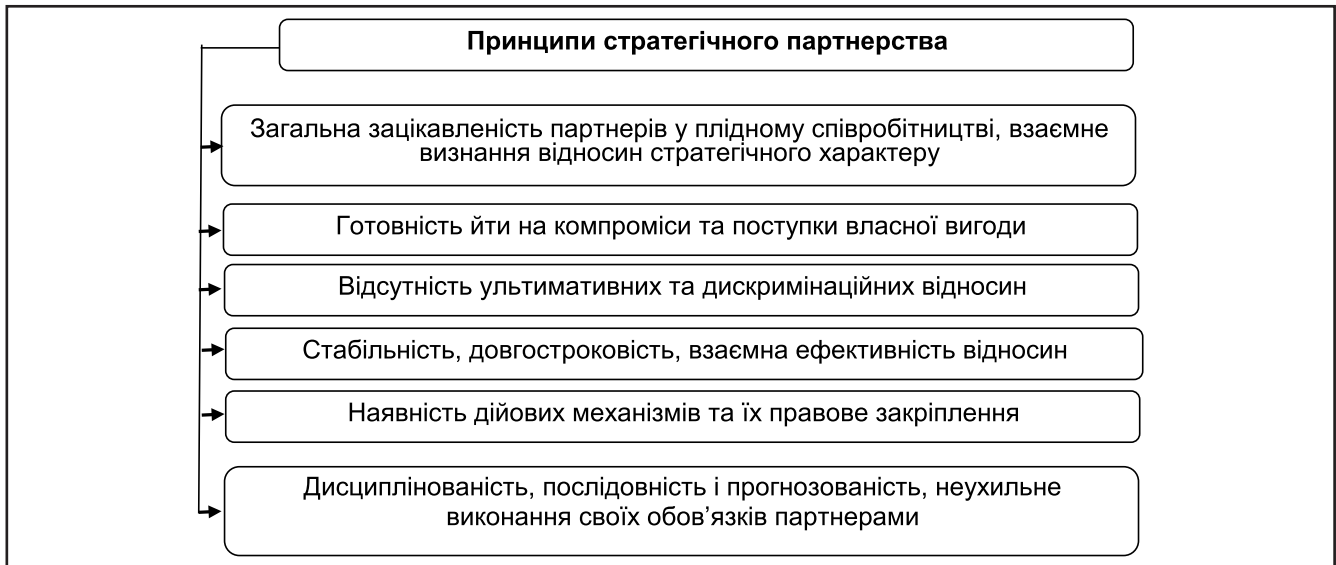 Принципи стратегічного партнерства
Загальна зацікавленість партнерів у плідному співробітництві, взаємне
визнання відносин стратегічного характеру
Готовність йти на компроміси та поступки власної вигоди
Відсутність ультимативних та дискримінаційних відносин
Стабільність, довгостроковість, взаємна ефективність відносин
Наявність дійових механізмів та їх правове закріплення
Дисциплінованість, послідовність і прогнозованість, неухильне
виконання своїх обов’язків партнерами